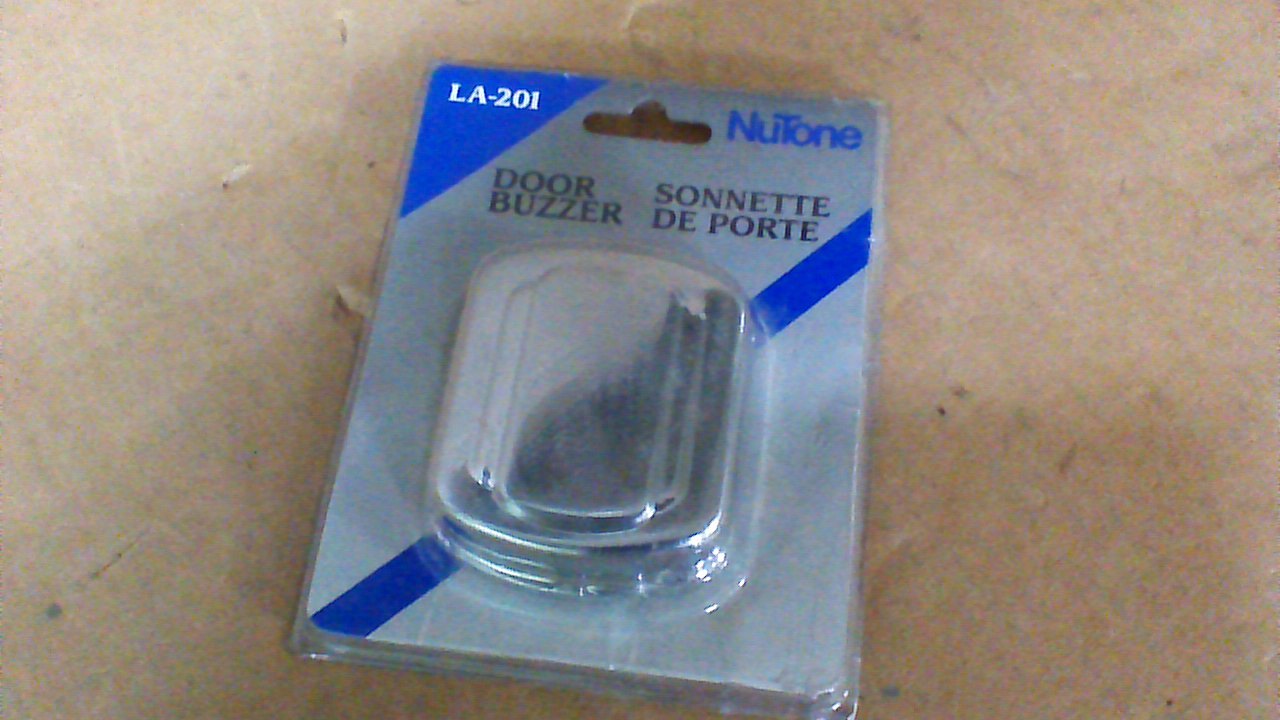 LA-201
NuTone
DOOR
BUZZER
SONNETTE
DE PORTE